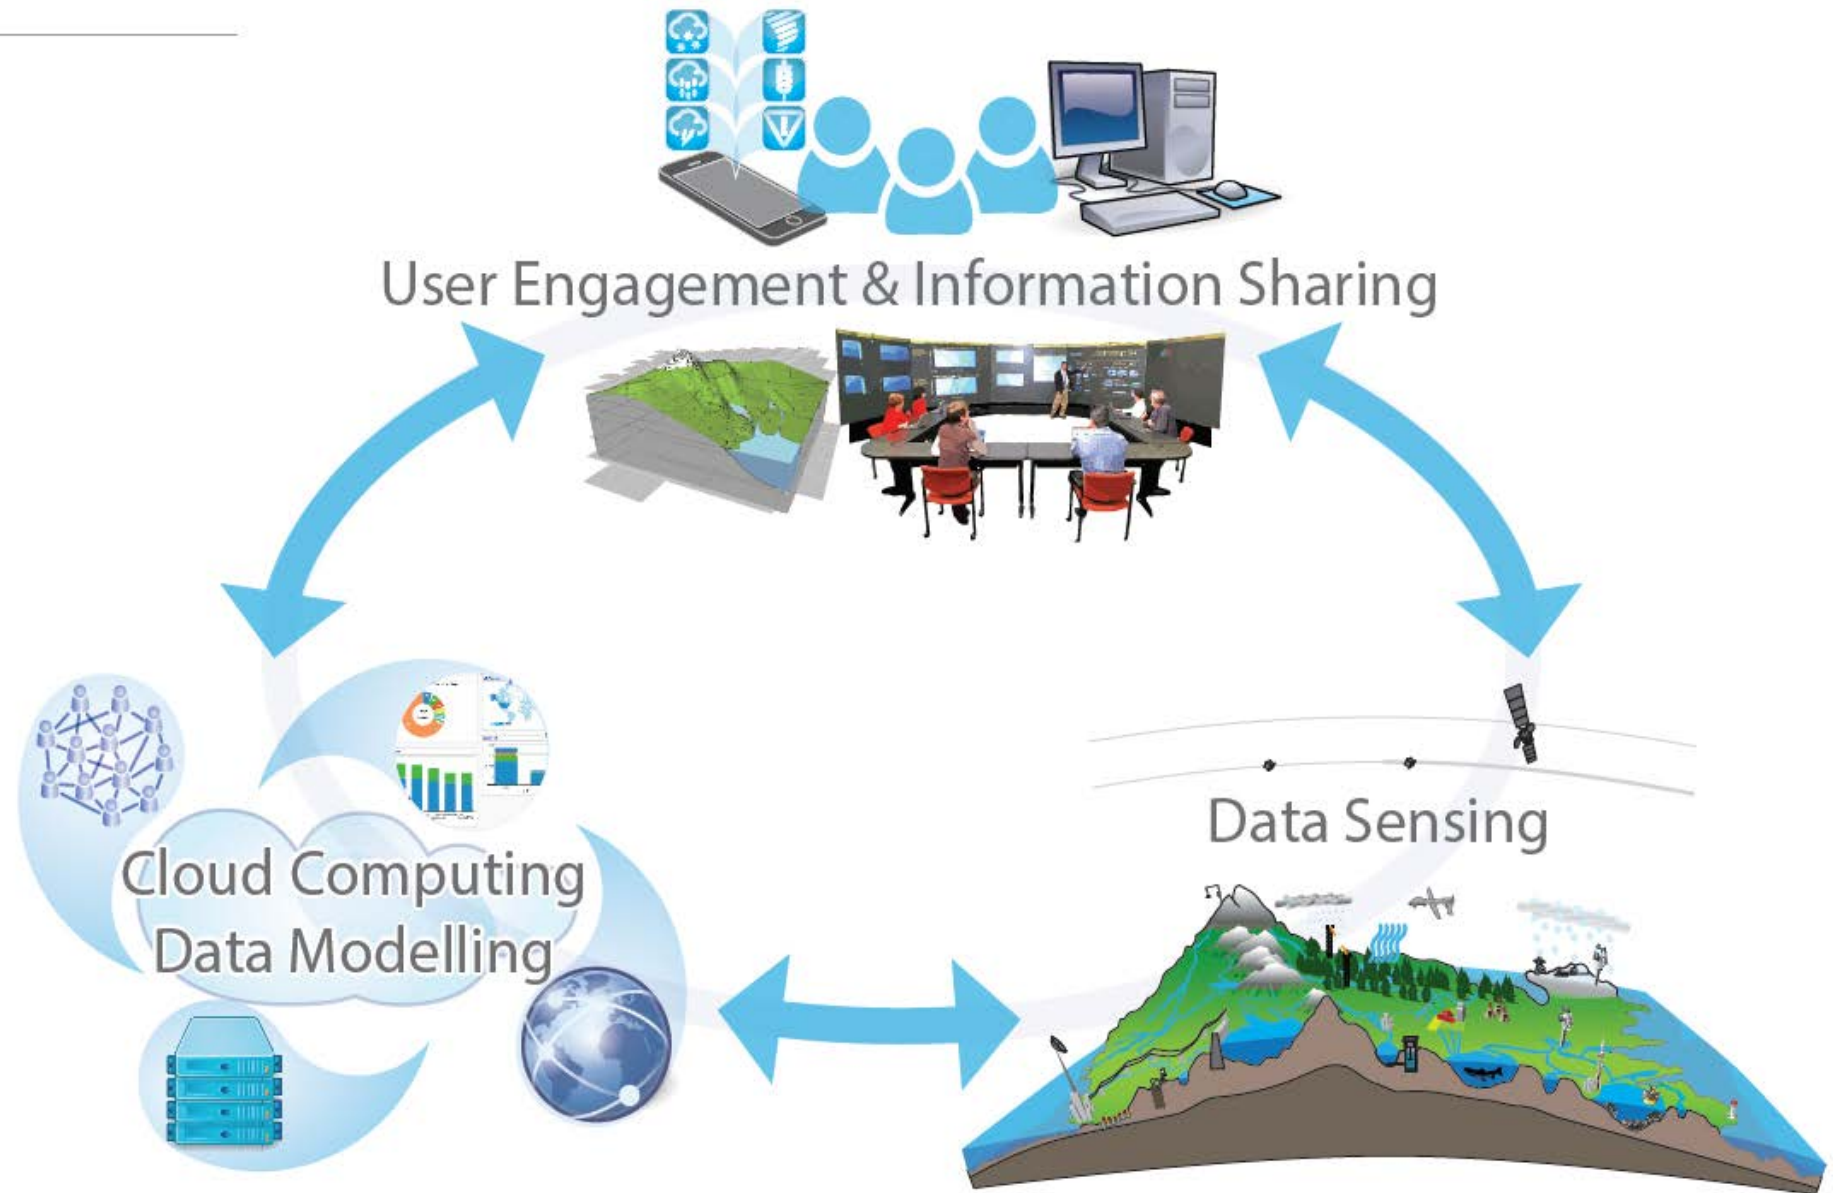 User Engagement & Information Sharing
Data Sensing
Cloud Computing
Data Modelling